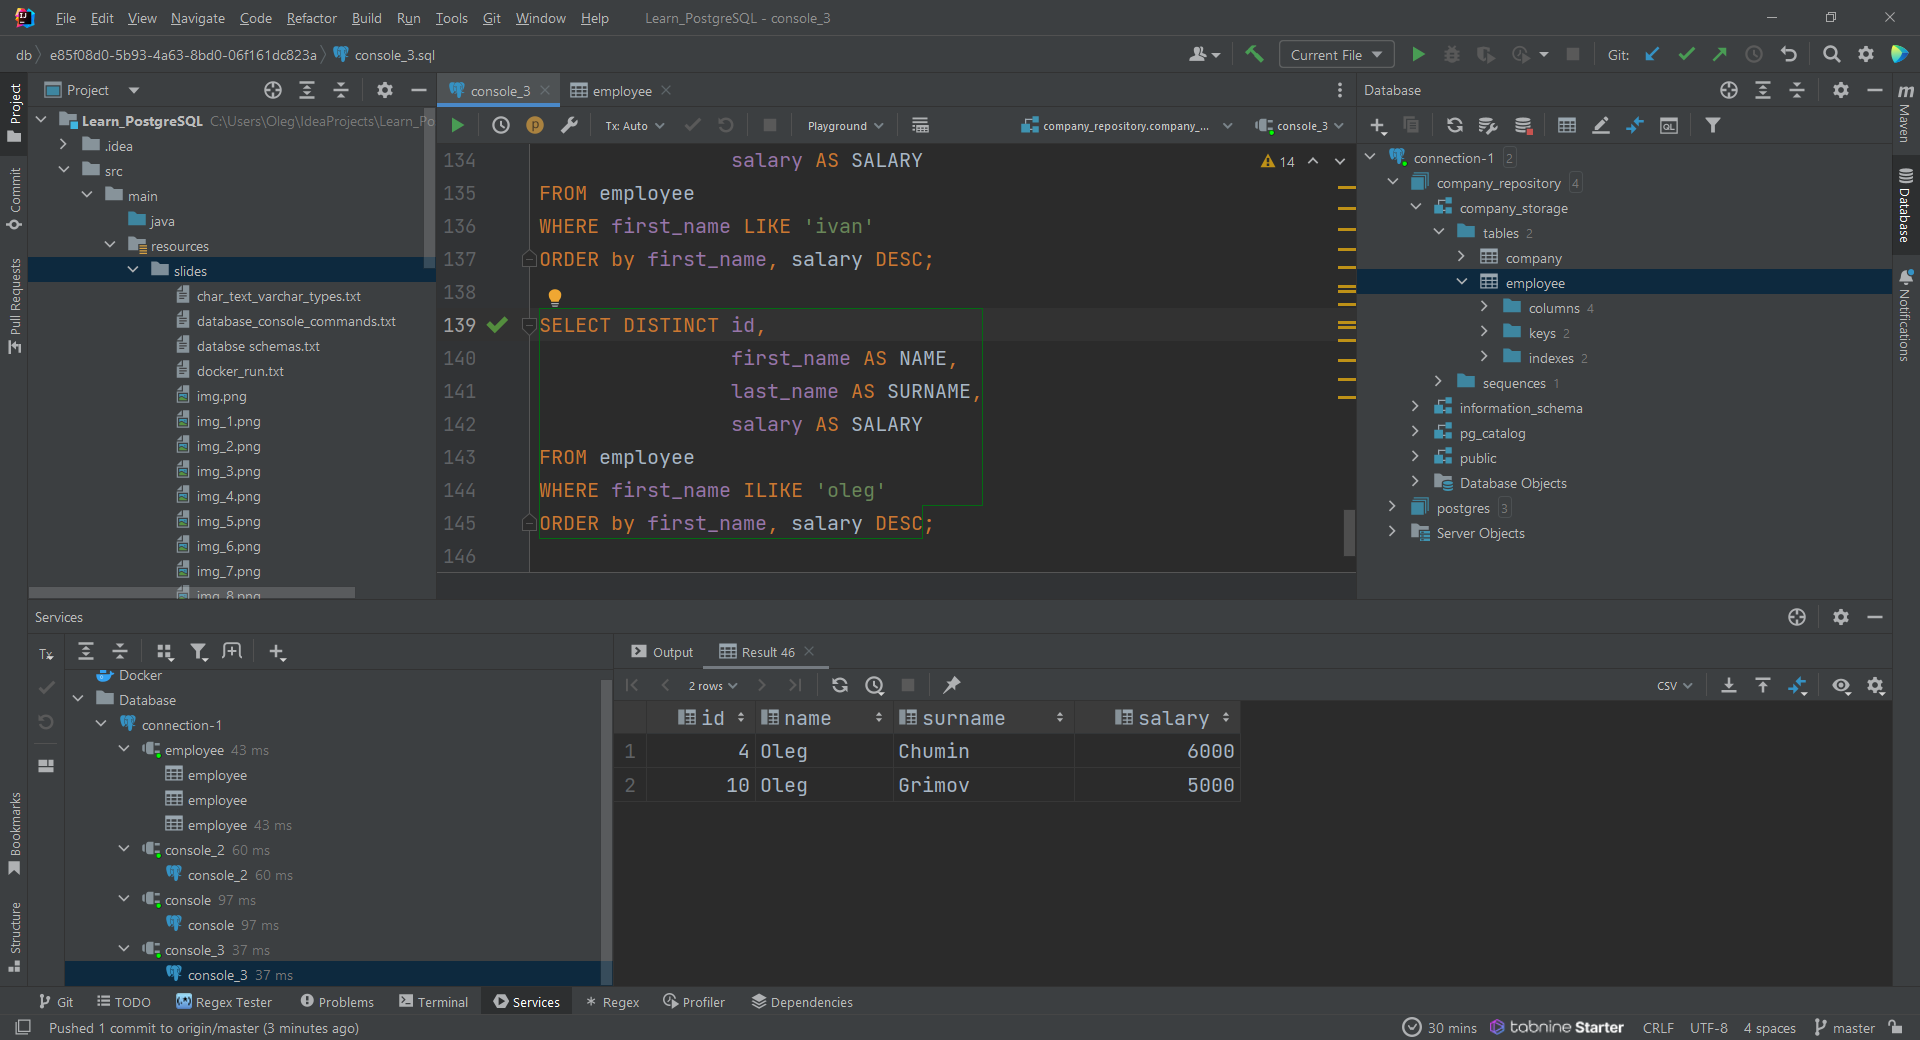 File Edit View Navigate Code Refactor Build Run Tools Git Window Help Learn_PostgreSQL - console_3
db e85f08d0-5b93-4a63-8bd0-06f161dc823a console_3.sql
Current File
Git:
Project
console_3
employee
Database
Tx: Auto
Playground
company_repository.company_...
console_3
Project
Commit
Pull Requests
Bookmarks
Structure
Learn_PostgreSQL C:\Users\Oleg\IdeaProjects\Learn_Po
.idea
src
main
java
resources
slides
char_text_varchar_types.txt
database_console_commands.txt
databse schemas.txt
docker_run.txt
img.png
img_1.png
img_2.png
img_3.png
img_4.png
img_5.png
img_6.png
img_7.png
img_8.png
14
134 salary AS SALARY
135 FROM employee
136 WHERE first_name LIKE 'ivan'
137 ORDER by first_name, salary DESC;
138
139 SELECT DISTINCT id,
140 first_name AS NAME,
141 last_name AS SURNAME,
142 salary AS SALARY
143 FROM employee
144 WHERE first_name ILIKE 'oleg'
145 ORDER by first_name, salary DESC;
146
connection-1 2
company_repository 4
company_storage
tables 2
company
employee
columns 4
keys 2
indexes 2
sequences 1
information_schema
pg_catalog
public
Database Objects
postgres 3
Server Objects
m
Maven
Database
Notifications
QL
Services
Tx
Docker
Database
connection-1
employee 43 ms
employee
employee
employee 43 ms
console_2 60 ms
console_2 60 ms
console 97 ms
console 97 ms
console_3 37 ms
console_3 37 ms
Output
Result 46
2 rows
CSV
id name surname salary
1 4 Oleg Chumin 6000
2 10 Oleg Grimov 5000
Git TODO Regex Tester Problems Terminal Services Regex Profiler Dependencies
Pushed 1 commit to origin/master (3 minutes ago)
30 mins tabnine Starter CRLF UTF-8 4 spaces master